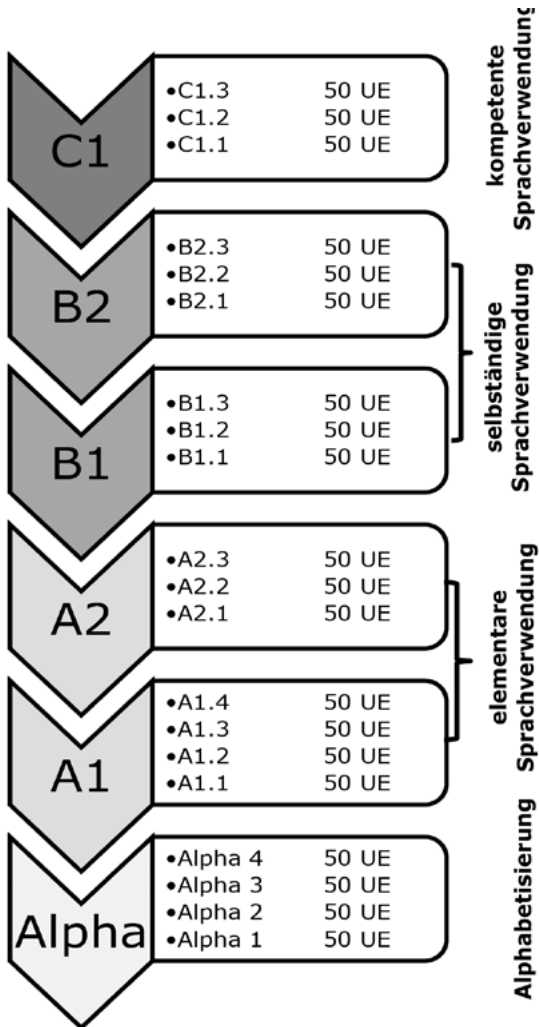 C1
•C1.3 50 UE
•C1.2 50 UE
•C1.1 50 UE
kompetente
Sprachverwendung
B2
•B2.3 50 UE
•B2.2 50 UE
•B2.1 50 UE
B1
•B1.3 50 UE
•B1.2 50 UE
•B1.1 50 UE
selbständige
Sprachverwendung
A2
•A2.3 50 UE
•A2.2 50 UE
•A2.1 50 UE
A1
•A1.4 50 UE
•A1.3 50 UE
•A1.2 50 UE
•A1.1 50 UE
elementare
Sprachverwendung
Alpha
•Alpha 4 50 UE
•Alpha 3 50 UE
•Alpha 2 50 UE
•Alpha 1 50 UE
Alphabetisierung